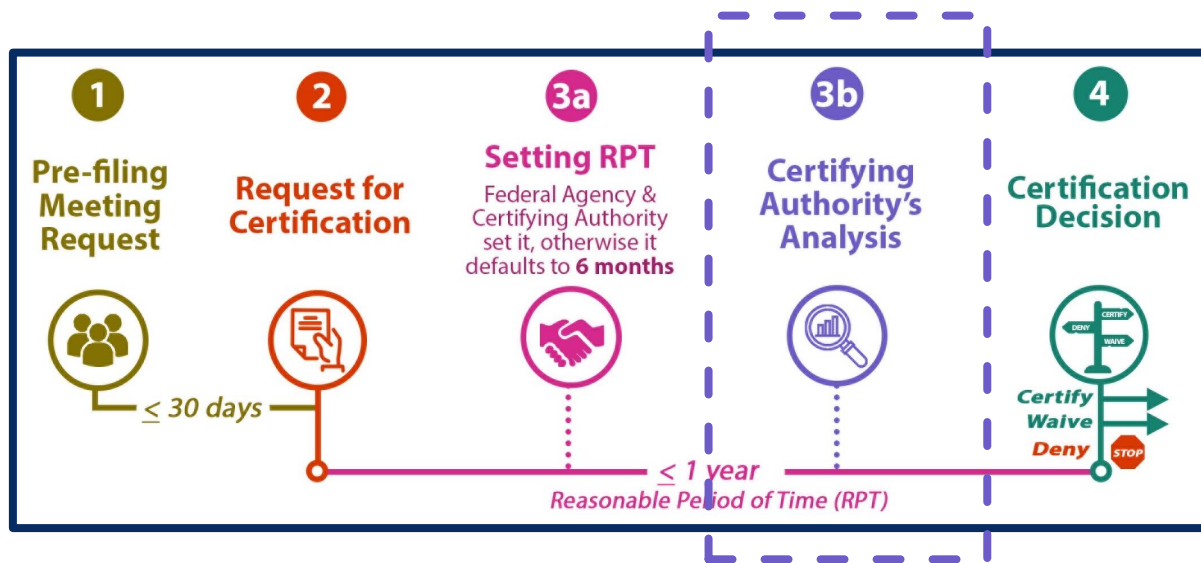 1
Pre-filing
Meeting
Request
2
Request for
Certification
3a
Setting RPT
Federal Agency &
Certifying Authority
set it, otherwise it
defaults to 6 months
3b
Certifying
Authority's
Analysis
4
Certification
Decision
CERTIFY
DENY
WAIVE
≤ 30 days
Certify
Waive
Deny
STOP
≤ 1 year
Reasonable Period of Time (RPT)